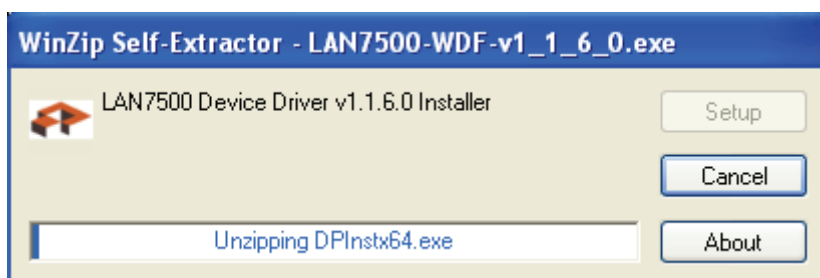 WinZip Self-Extractor - LAN7500-WDF-v1_1_6_0.exe
LAN7500 Device Driver v1.1.6.0 Installer
Setup
Cancel
Unzipping DPInstx64.exe
About